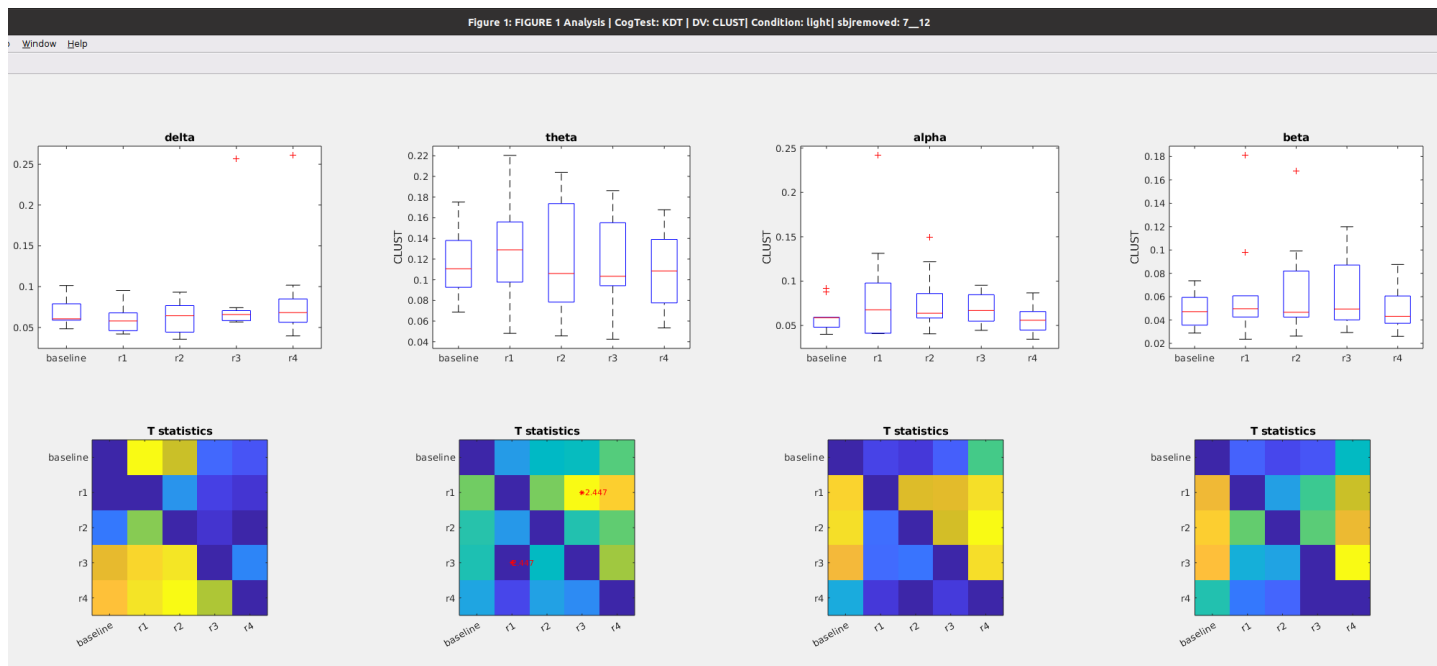 Figure 1: FIGURE 1 Analysis | CogTest: KDT | DV: CLUST| Condition: light| sbjremoved: 7__12
Window Help
delta
0.25
0.2
0.15
0.1
0.05
baseline r1 r2 r3 r4
theta
CLUST
0.22
0.2
0.18
0.16
0.14
0.12
0.1
0.08
0.06
0.04
baseline r1 r2 r3 r4
alpha
CLUST
0.25
0.2
0.15
0.1
0.05
baseline r1 r2 r3 r4
beta
CLUST
0.18
0.16
0.14
0.12
0.1
0.08
0.06
0.04
0.02
baseline r1 r2 r3 r4
T statistics
baseline
r1
r2
r3
r4
baseline r1 r2 r3 r4
T statistics
baseline
r1
*2.447
r2
r3
r4
baseline r1 r2 r3 r4
T statistics
baseline
r1
r2
r3
r4
baseline r1 r2 r3 r4
T statistics
baseline
r1
r2
r3
r4
baseline r1 r2 r3 r4